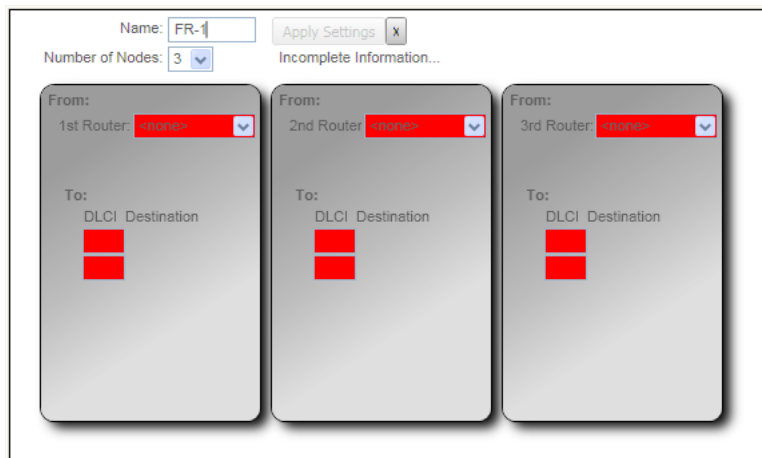 Name: FR-1 Apply Settings x
Number of Nodes: 3 Incomplete Information...
From: From: From:
1st Router: <none> 2nd Router <none> 3rd Router: <none>
To: To: To:
DLCI Destination DLCI Destination DLCI Destination